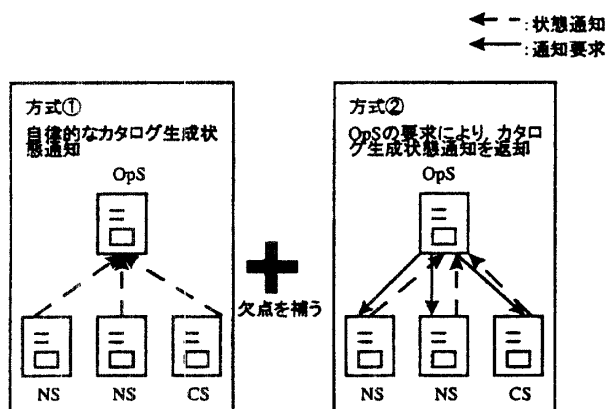 :状態通知
:通知要求
方式①
自律的なカタログ生成状
態通知
OpS
NS
NS
CS
欠点を補う
方式②
OpSの要求により,カタロ
グ生成状態通知を返却
OpS
NS
NS
CS